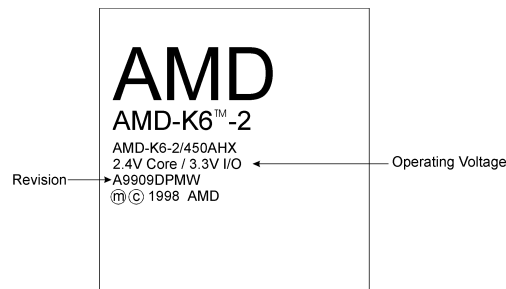 AMD
AMD-K6™-2
AMD-K6-2/450AHX
2.4V Core / 3.3V I/O
Operating Voltage
Revision
A9909DPMW
ⓜ ⓒ 1998 AMD